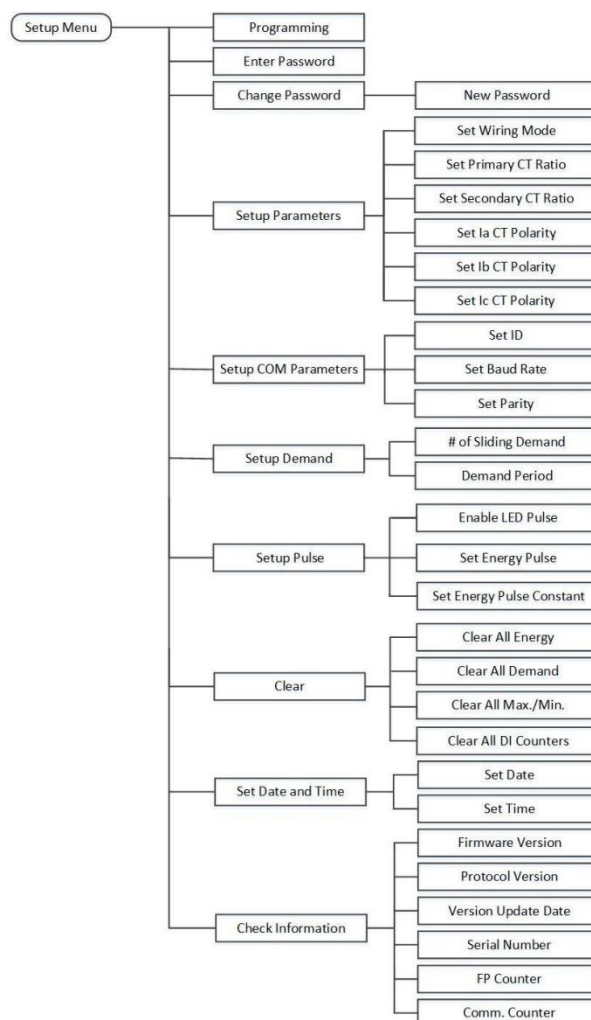 Setup Menu
Programming
Enter Password
Change Password
New Password
Setup Parameters
Set Wiring Mode
Set Primary CT Ratio
Set Secondary CT Ratio
Set Ia CT Polarity
Set Ib CT Polarity
Set Ic CT Polarity
Setup COM Parameters
Set ID
Set Baud Rate
Set Parity
Setup Demand
# of Sliding Demand
Demand Period
Setup Pulse
Enable LED Pulse
Set Energy Pulse
Set Energy Pulse Constant
Clear
Clear All Energy
Clear All Demand
Clear All Max./Min.
Clear All DI Counters
Set Date and Time
Set Date
Set Time
Check Information
Firmware Version
Protocol Version
Version Update Date
Serial Number
FP Counter
Comm. Counter